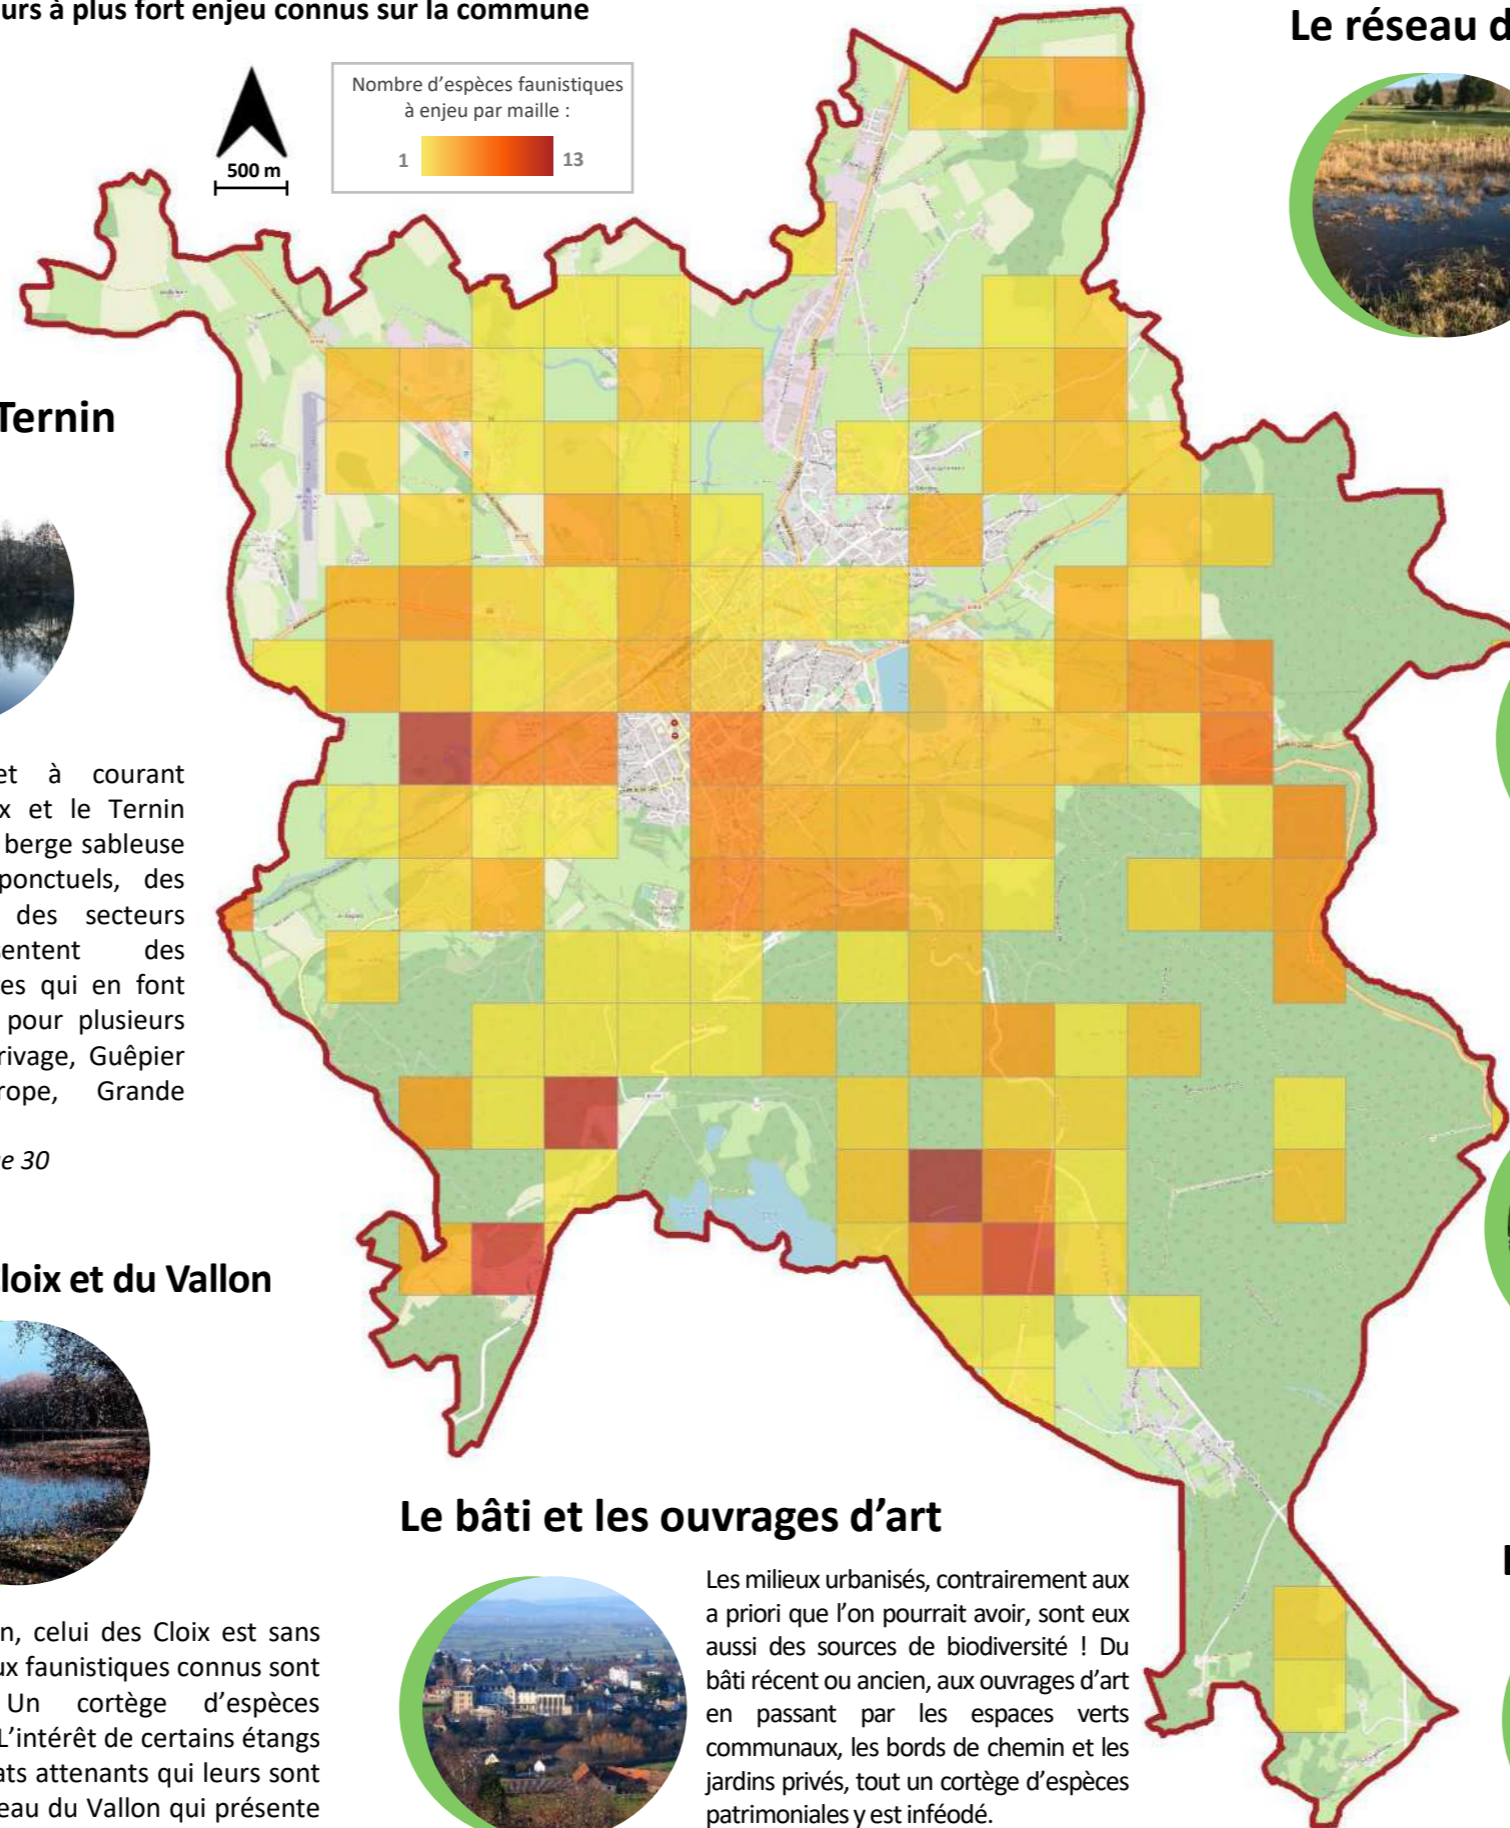 urs à plus fort enjeu connus sur la commune
Le réseau d
500 m
Nombre d'espèces faunistiques
à enjeu par maille :
1
13
Ternin
et à courant
x et le Ternin
berge sableuse
ponctuels, des
des secteurs
sentent des
es qui en font
pour plusieurs
rivage, Guêpier
rope, Grande
e 30
loix et du Vallon
n, celui des Cloix est sans
ux faunistiques connus sont
Un cortège d'espèces
L'intérêt de certains étangs
ats attenants qui leurs sont
eau du Vallon qui présente
Le bâti et les ouvrages d'art
Les milieux urbanisés, contrairement aux
a priori que l'on pourrait avoir, sont eux
aussi des sources de biodiversité ! Du
bâti récent ou ancien, aux ouvrages d'art
en passant par les espaces verts
communaux, les bords de chemin et les
jardins privés, tout un cortège d'espèces
patrimoniales y est inféodé.